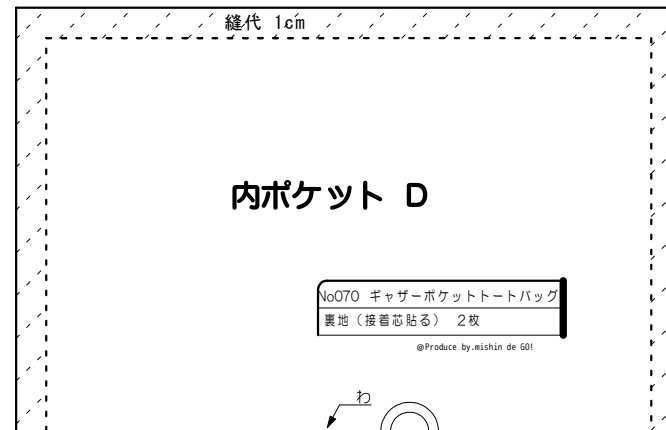 縫代 1cm
内ポケット D
No070 ギャザーポケットトートバッグ
裏地（接着芯貼る） 2枚
@Produce by.mishin de GO!
わ